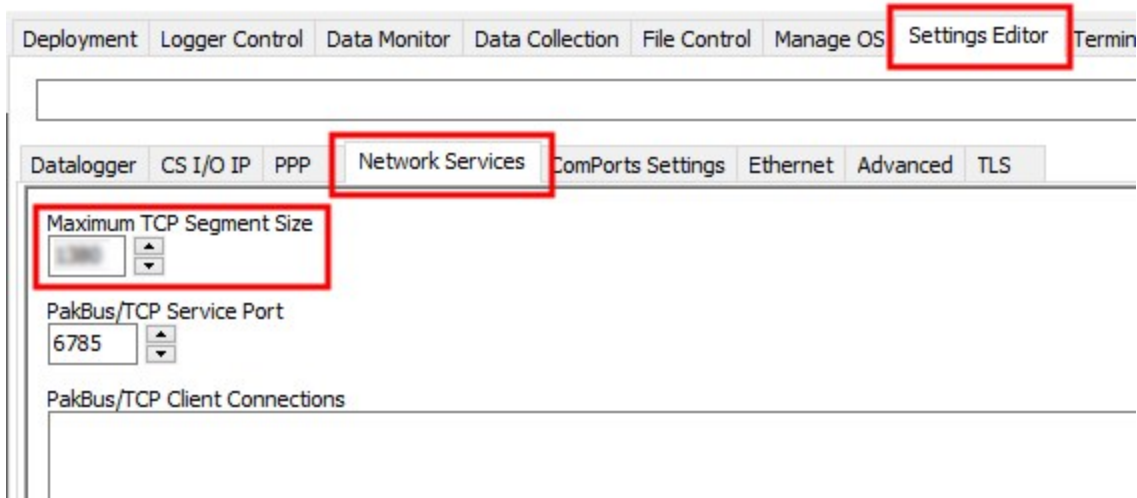 Deployment Logger Control Data Monitor Data Collection File Control Manage OS Settings Editor Termin
Datalogger CS I/O IP PPP Network Services ComPorts Settings Ethernet Advanced TLS
Maximum TCP Segment Size
PakBus/TCP Service Port
6785
PakBus/TCP Client Connections